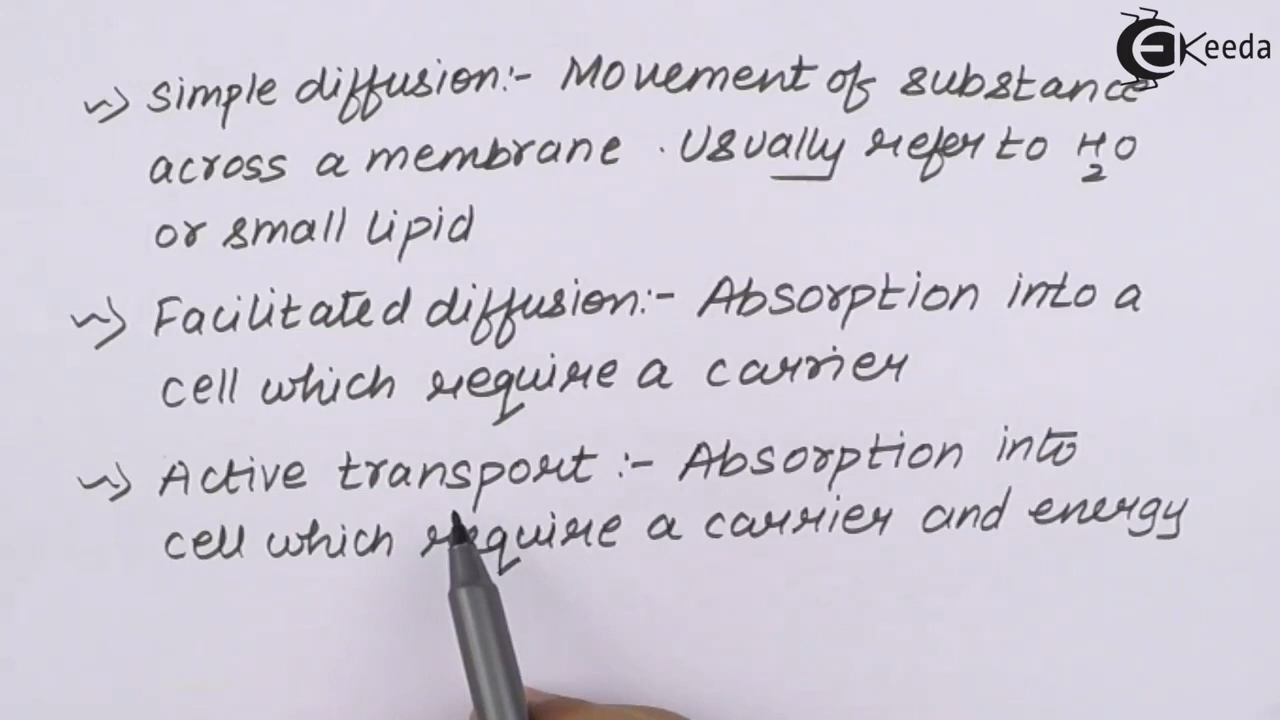 Ekeeda
simple diffusion:- Movement of substance
across a membrane. Usually refer to H2O
or small lipid
Facilitated diffusion:- Absorption into a
cell which require a carrier
Active transport:- Absorption into
cell which require a carrier and energy